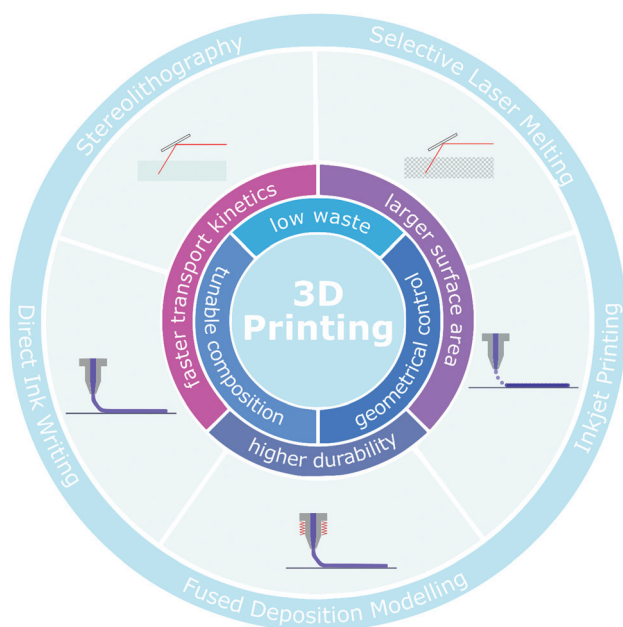 Stereolithography
Selective Laser Melting
Inkjet Printing
Fused Deposition Modelling
Direct Ink Writing
faster transport kinetics
larger surface area
higher durability
low waste
geometrical control
tunable composition
3D
Printing